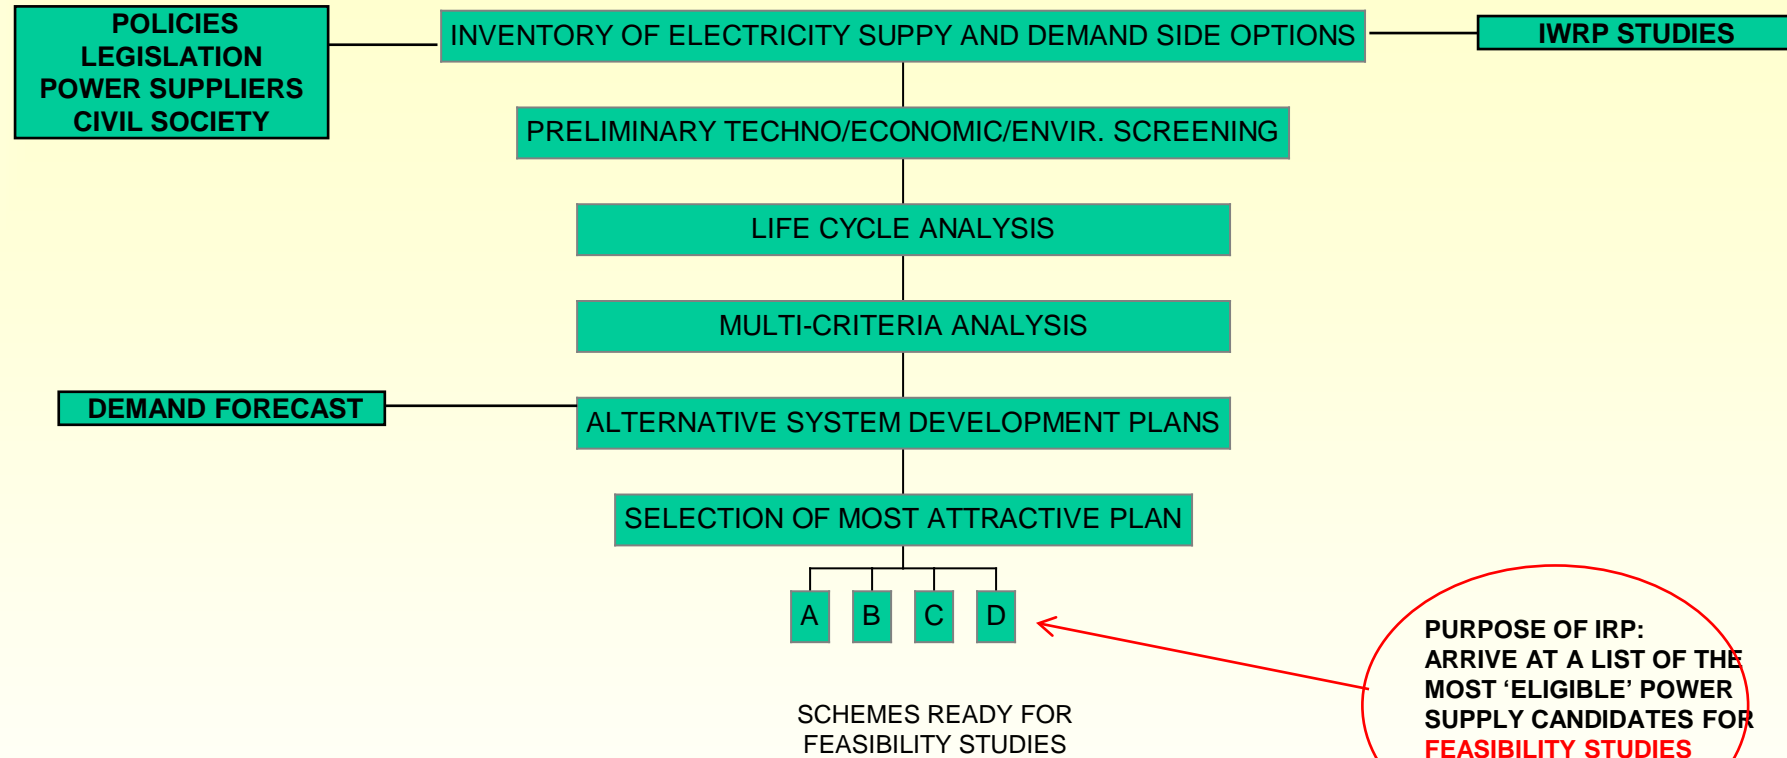 POLICIES
LEGISLATION
POWER SUPPLIERS
CIVIL SOCIETY
INVENTORY OF ELECTRICITY SUPPY AND DEMAND SIDE OPTIONS
IWRP STUDIES
PRELIMINARY TECHNO/ECONOMIC/ENVIR. SCREENING
LIFE CYCLE ANALYSIS
MULTI-CRITERIA ANALYSIS
DEMAND FORECAST
ALTERNATIVE SYSTEM DEVELOPMENT PLANS
SELECTION OF MOST ATTRACTIVE PLAN
A B C D
SCHEMES READY FOR
FEASIBILITY STUDIES
PURPOSE OF IRP:
ARRIVE AT A LIST OF THE
MOST ‘ELIGIBLE’ POWER
SUPPLY CANDIDATES FOR
FEASIBILITY STUDIES